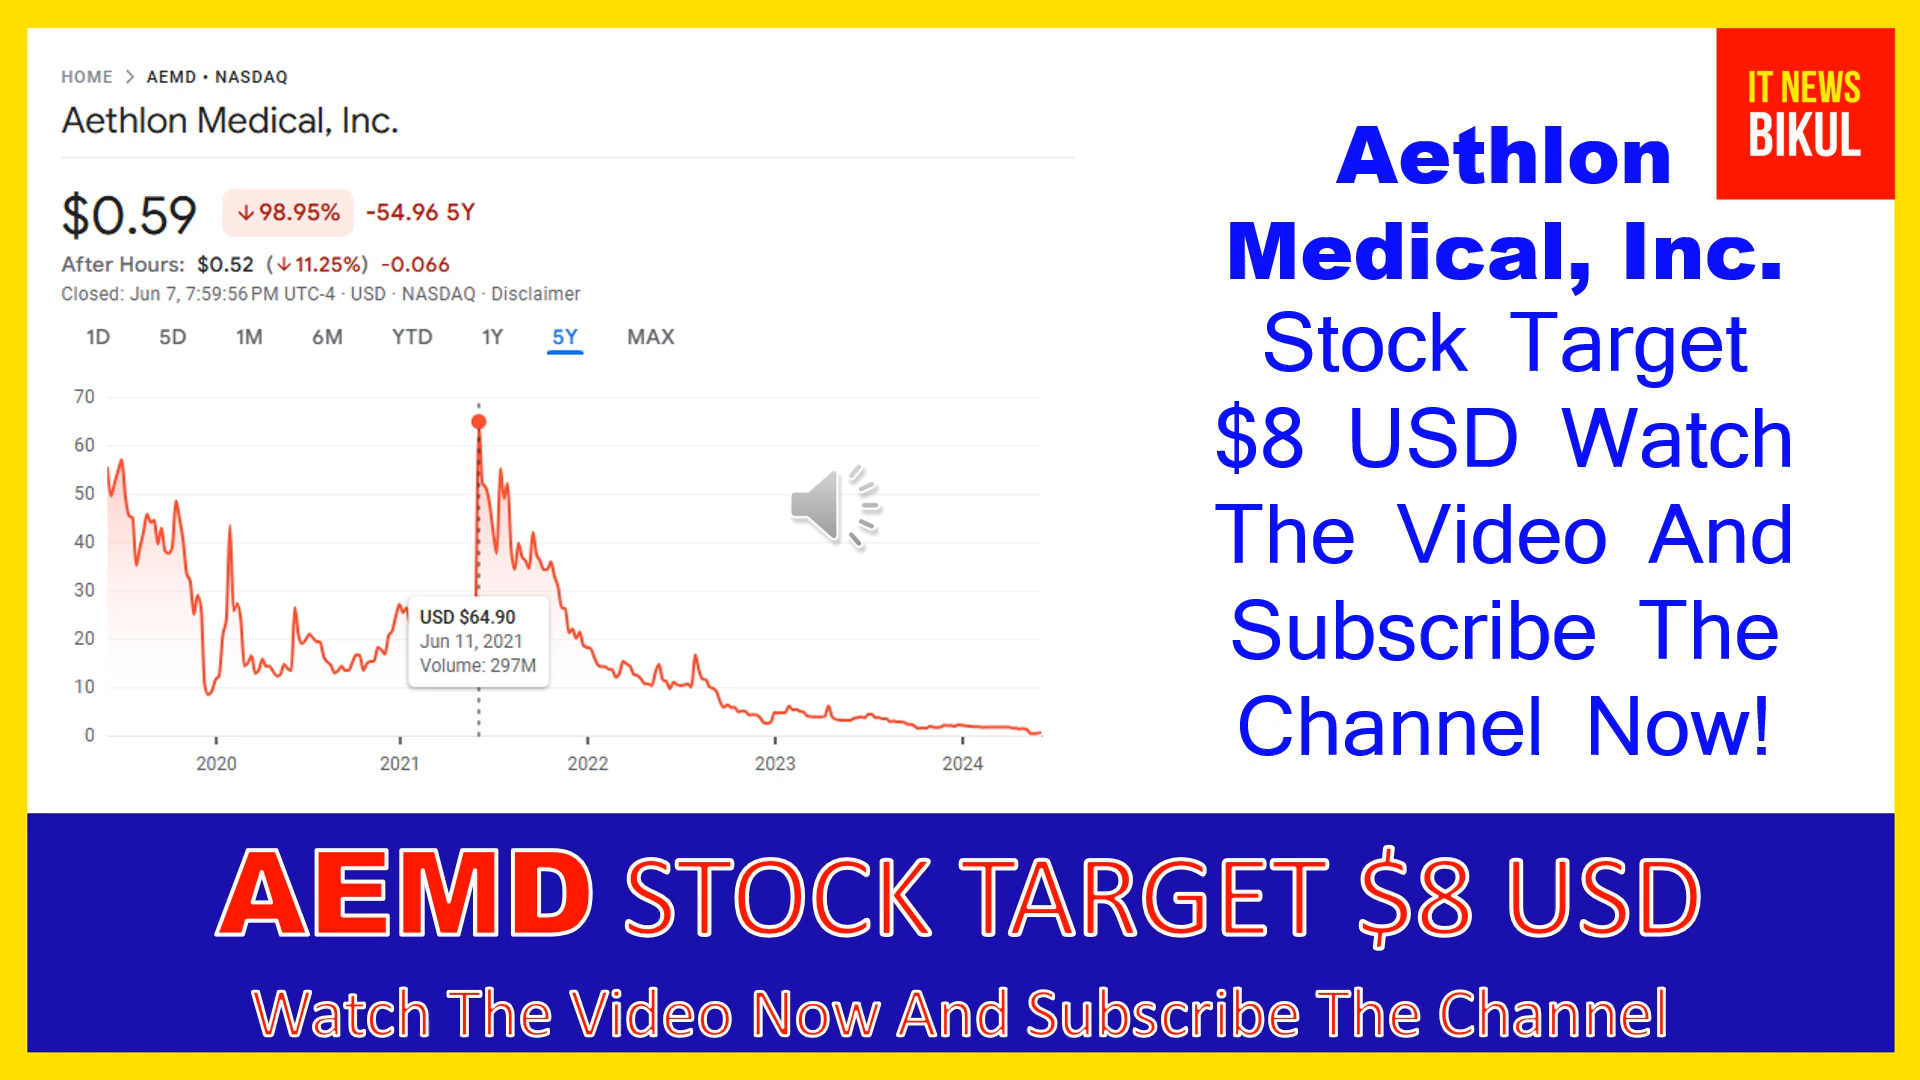 HOME > AEMD • NASDAQ
Aethlon Medical, Inc.
$0.59 ↓98.95% -54.96 5Y
After Hours: $0.52 (↓11.25%) -0.066
Closed: Jun 7, 7:59:56 PM UTC-4 · USD · NASDAQ · Disclaimer
1D 5D 1M 6M YTD 1Y 5Y MAX
70
60
50
40
30
20
10
0
USD $64.90
Jun 11, 2021
Volume: 297M
2020 2021 2022 2023 2024
IT NEWS
BIKUL
Aethlon
Medical, Inc.
Stock Target
$8 USD Watch
The Video And
Subscribe The
Channel Now!
AEMD STOCK TARGET $8 USD
Watch The Video Now And Subscribe The Channel